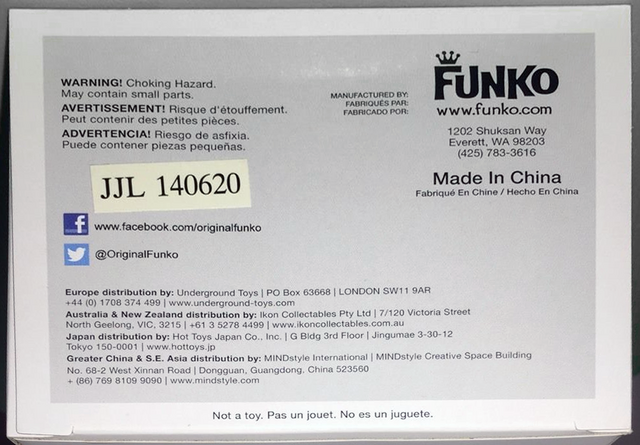 WARNING! Choking Hazard.
May contain small parts.
AVERTISSEMENT! Risque d'étouffement.
Peut contenir des petites pièces.
ADVERTENCIA! Riesgo de asfixia.
Puede contener piezas pequeñas.
MANUFACTURED BY:
FABRIQUÉS PAR:
FABRICADO POR:
FUNKO
www.funko.com
1202 Shuksan Way
Everett, WA 98203
(425) 783-3616
Made In China
Fabriqué En Chine / Hecho En China
JJL 140620
f www.facebook.com/originalfunko
@OriginalFunko
Europe distribution by: Underground Toys | PO Box 63668 | LONDON SW11 9AR
+44 (0) 1708 374 499 | www.underground-toys.com
Australia & New Zealand distribution by: Ikon Collectables Pty Ltd | 7/120 Victoria Street
North Geelong, VIC, 3215 | +61 3 5278 4499 | www.ikoncollectables.com.au
Japan distribution by: Hot Toys Japan Co., Inc. | G Bldg 3rd Floor | Jingumae 3-30-12
Tokyo 150-0001 | www.hottoys.jp
Greater China & S.E. Asia distribution by: MINDstyle International | MINDstyle Creative Space Building
No. 68-2 West Xinnan Road | Dongguan, Guangdong, China 523560
+ (86) 769 8109 9090 | www.mindstyle.com
Not a toy. Pas un jouet. No es un juguete.